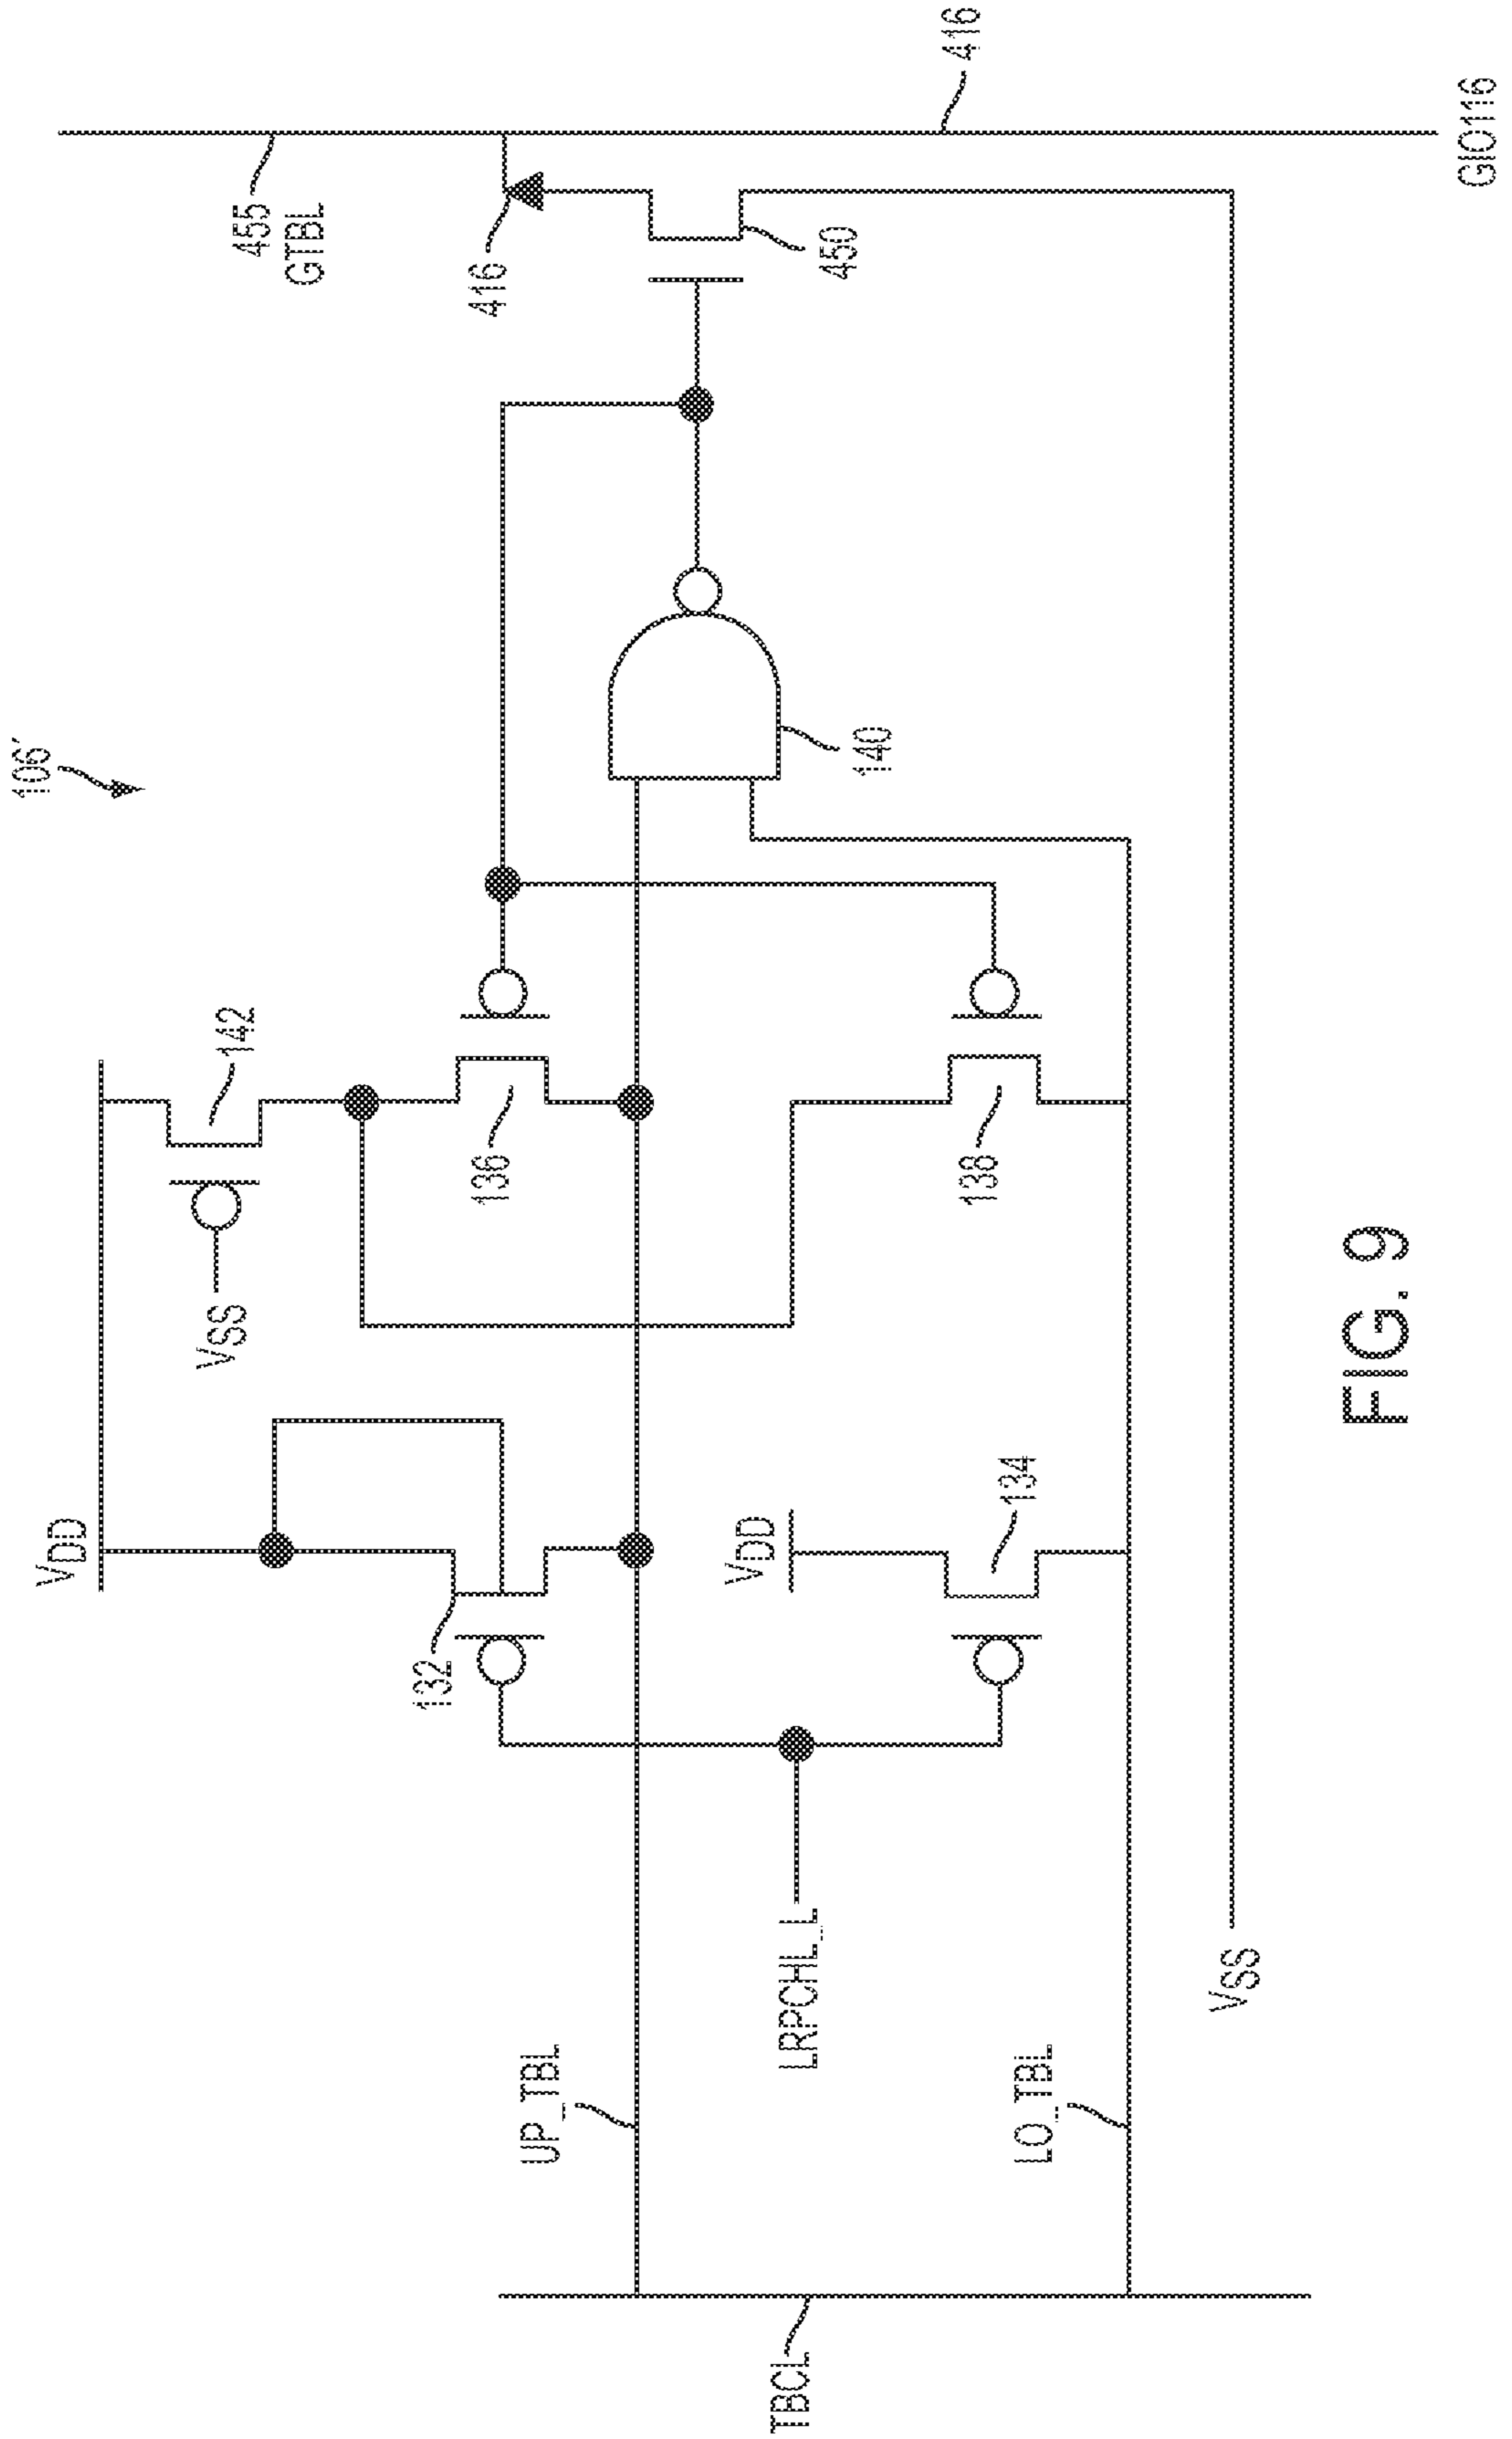 106'
455
GTBL
416
416
GIO116
450
140
142
VSS
VDD
136
138
132
VDD
134
LRPCHL_L
UP_TBL
LO_TBL
TBCL
VSS
FIG. 9